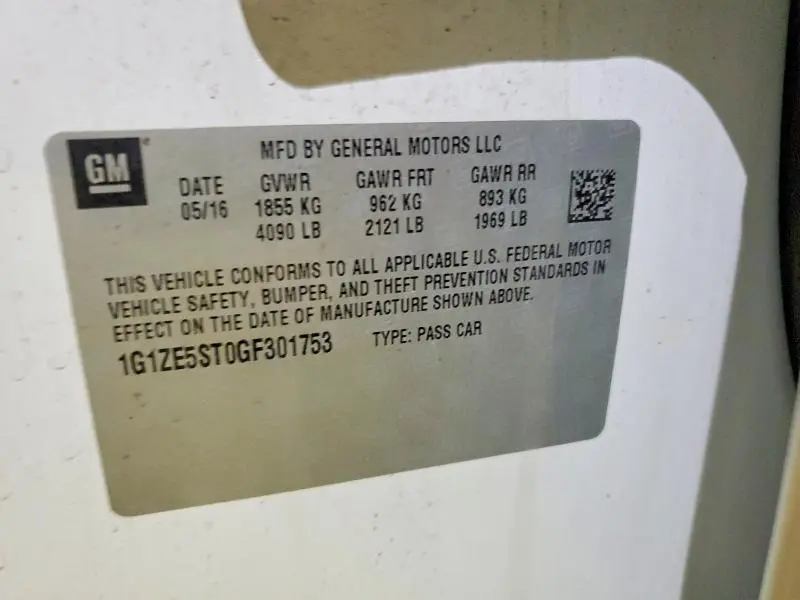 GM
MFD BY GENERAL MOTORS LLC
DATE GVWR GAWR FRT GAWR RR
05/16 1855 KG 962 KG 893 KG
4090 LB 2121 LB 1969 LB
THIS VEHICLE CONFORMS TO ALL APPLICABLE U.S. FEDERAL MOTOR
VEHICLE SAFETY, BUMPER, AND THEFT PREVENTION STANDARDS IN
EFFECT ON THE DATE OF MANUFACTURE SHOWN ABOVE.
1G1ZE5ST0GF301753 TYPE: PASS CAR